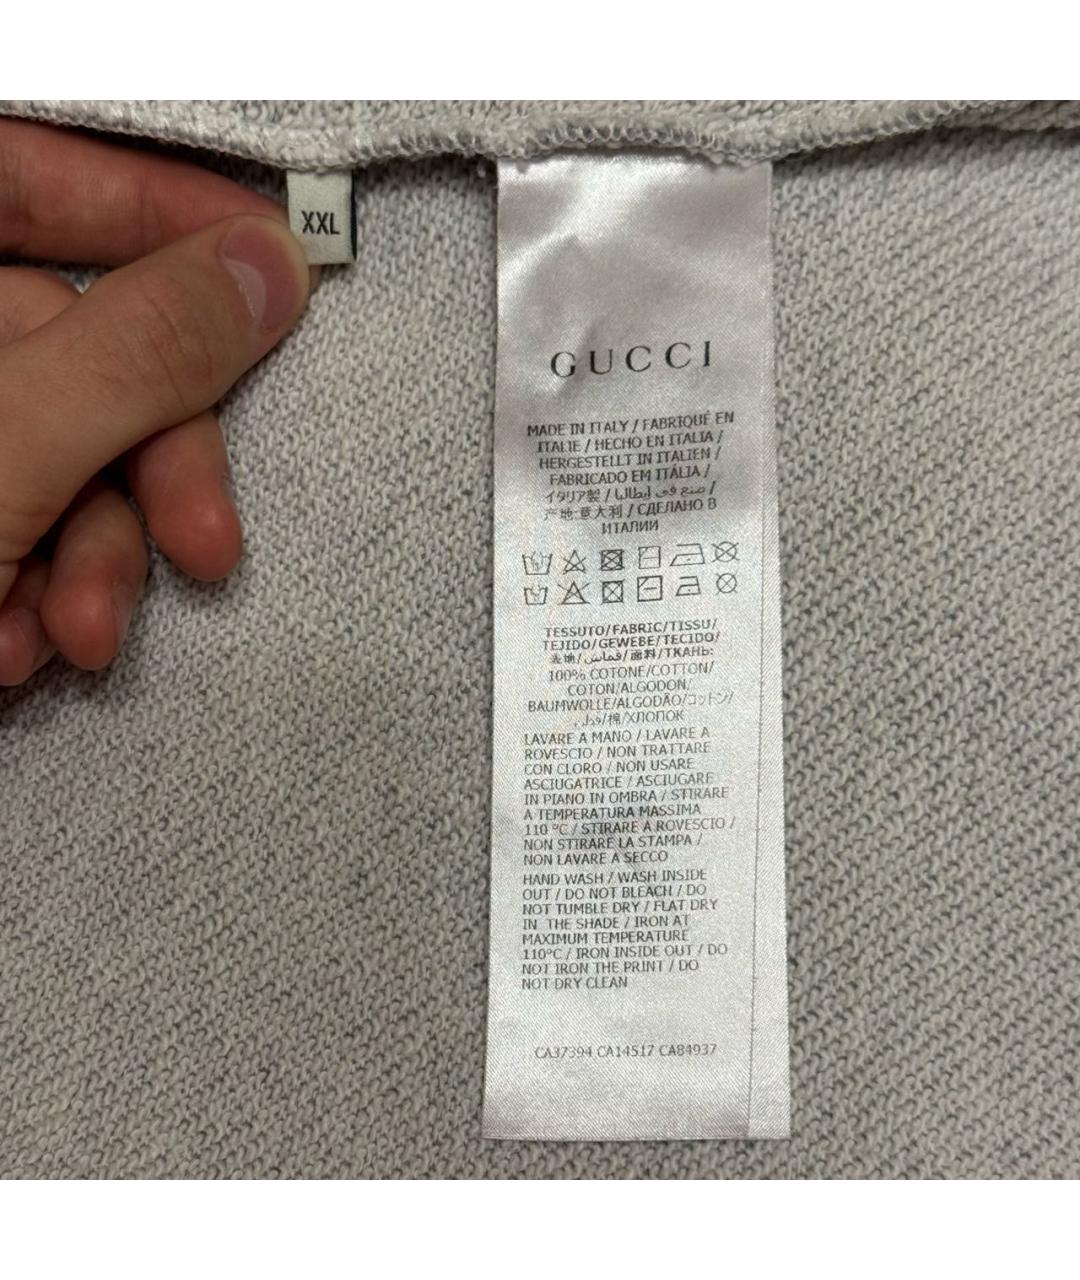 XXL
GUCCI
MADE IN ITALY / FABRIQUÉ EN
ITALIE / HECHO EN ITALIA /
HERGESTELLT IN ITALIEN /
FABRICADO EM ITÁLIA /
イタリア製 / صنع في إيطاليا /
产地:意大利 / СДЕЛАНО В
ИТАЛИИ
TESSUTO/FABRIC/TISSU/
TEJIDO/GEWEBE/TECIDO/
表地/قماش/面料/ТКАНЬ:
100% COTONE/COTTON/
COTON/ALGODON/
BAUMWOLLE/ALGODÃO/コットン/
قطن/棉/ХЛОПОК
LAVARE A MANO / LAVARE A
ROVESCIO / NON TRATTARE
CON CLORO / NON USARE
ASCIUGATRICE / ASCIUGARE
IN PIANO IN OMBRA / STIRARE
A TEMPERATURA MASSIMA
110 °C / STIRARE A ROVESCIO /
NON STIRARE LA STAMPA /
NON LAVARE A SECCO
HAND WASH / WASH INSIDE
OUT / DO NOT BLEACH / DO
NOT TUMBLE DRY / FLAT DRY
IN THE SHADE / IRON AT
MAXIMUM TEMPERATURE
110°C / IRON INSIDE OUT / DO
NOT IRON THE PRINT / DO
NOT DRY CLEAN
CA37394 CA14517 CA84937